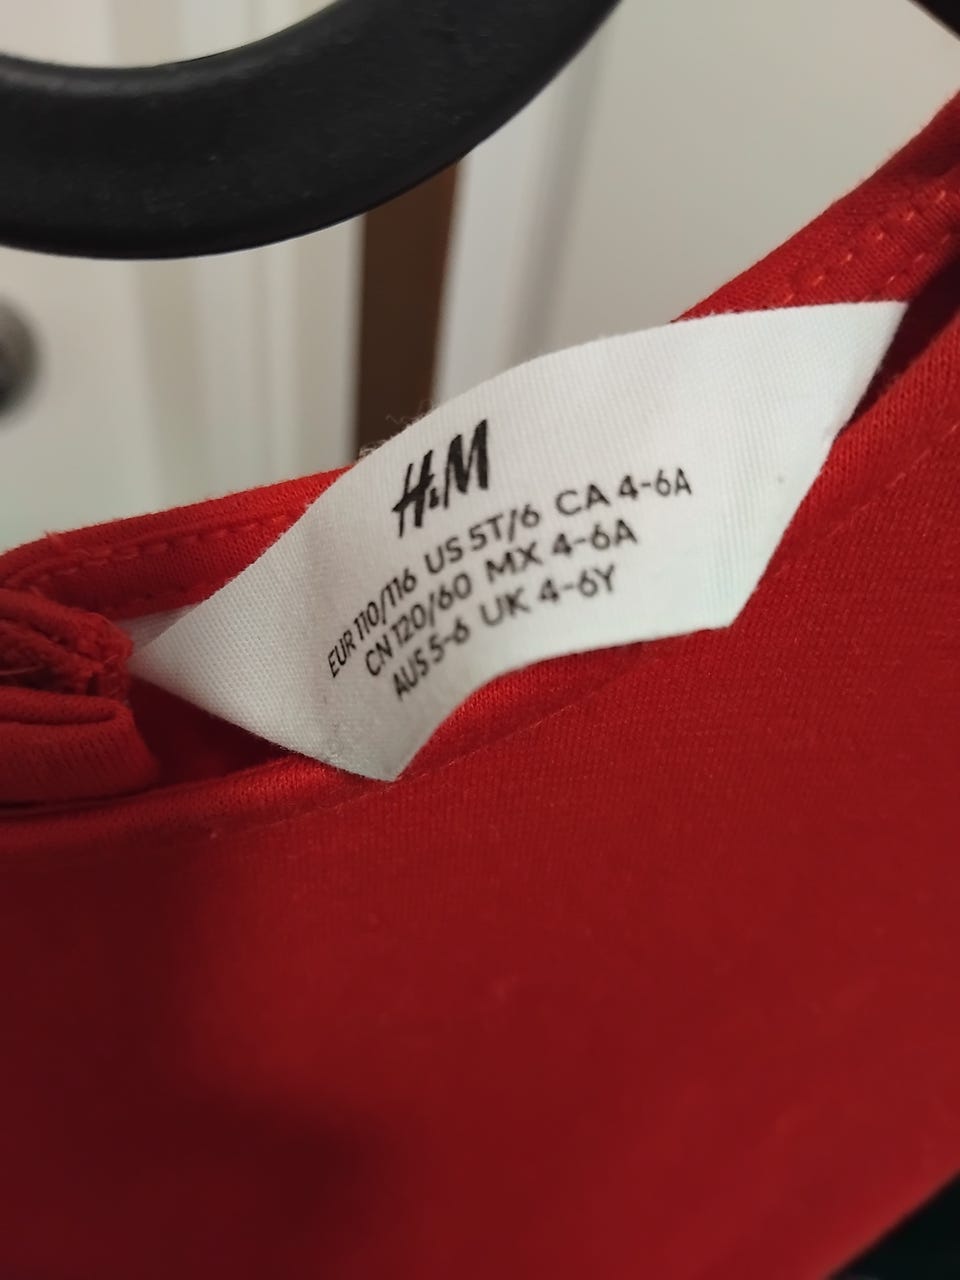 H&M
EUR 110/116 US 5T/6 CA 4-6A
CN 120/60 MX 4-6A
AUS 5-6 UK 4-6Y